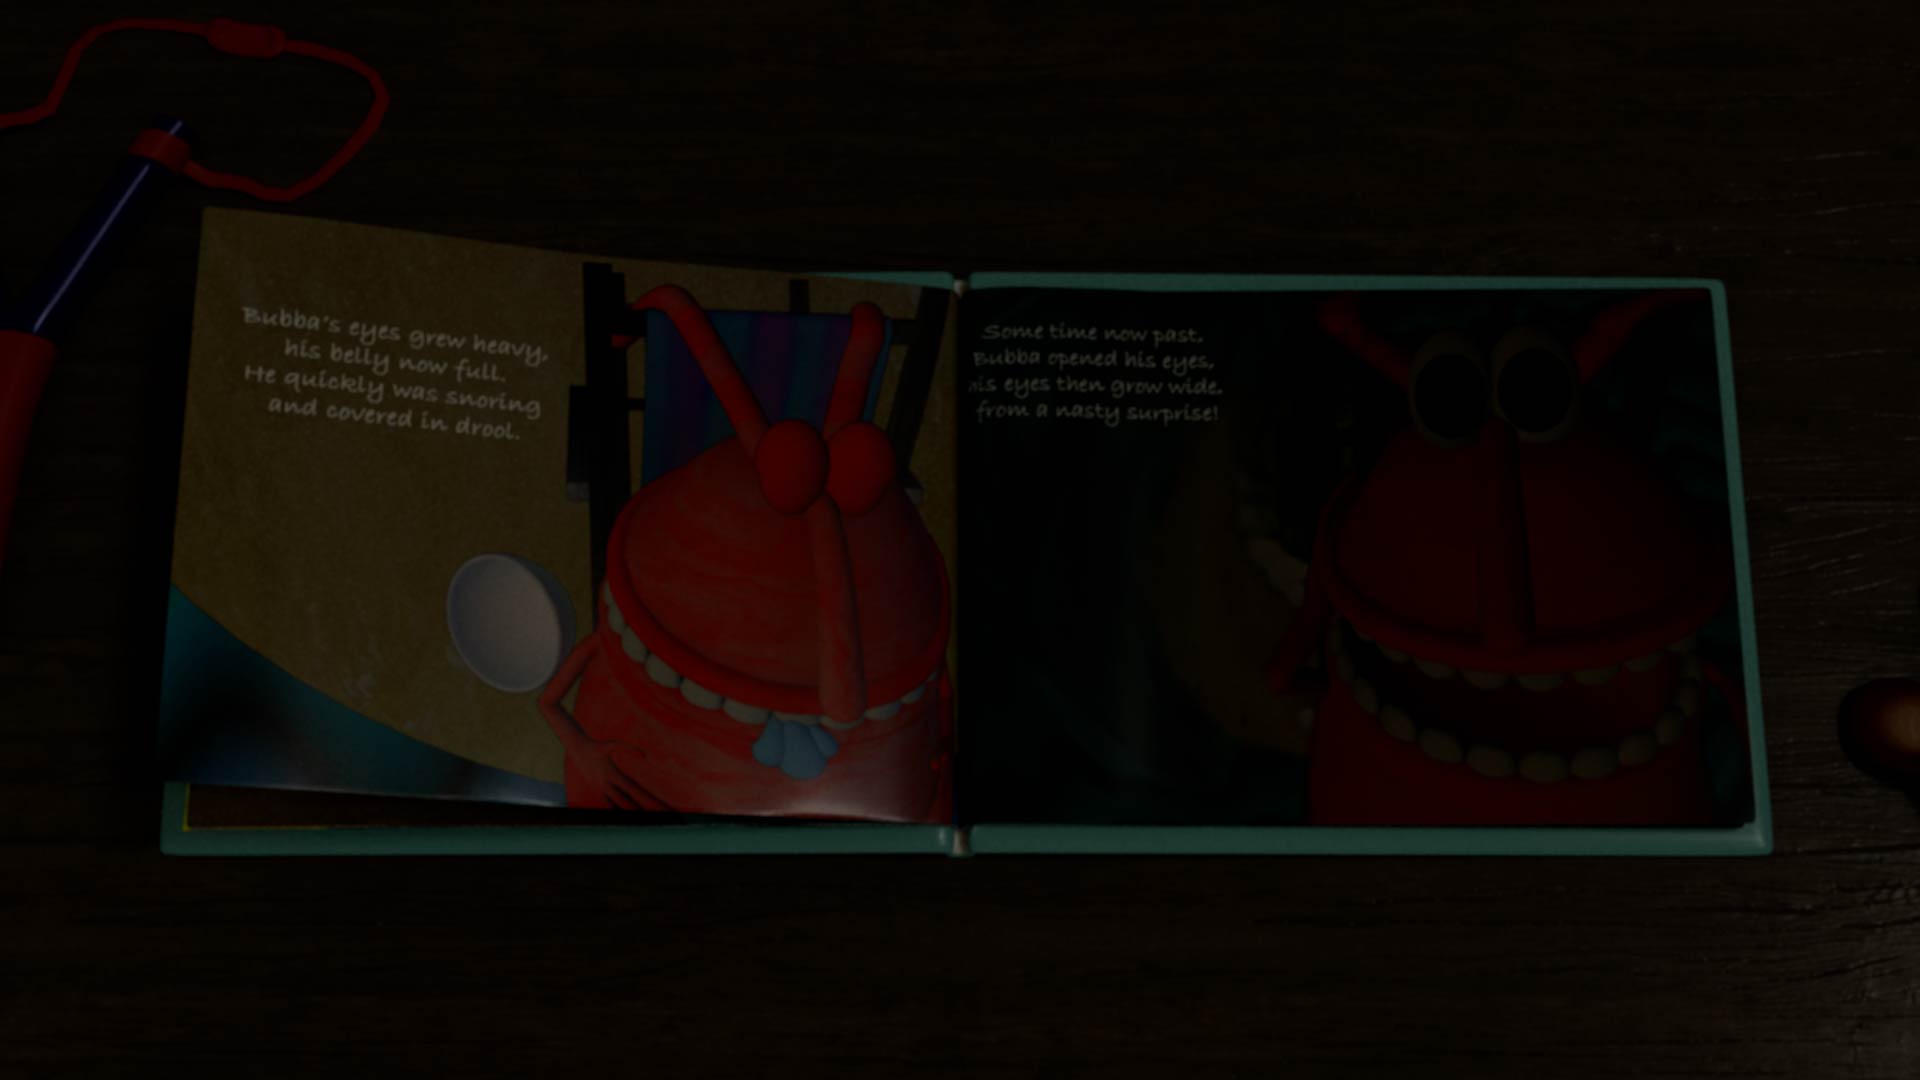 Bubba's eyes grew heavy,
his belly now full.
He quickly was snoring
and covered in drool.
Some time now past,
Bubba opened his eyes,
his eyes then grow wide.
from a nasty surprise!